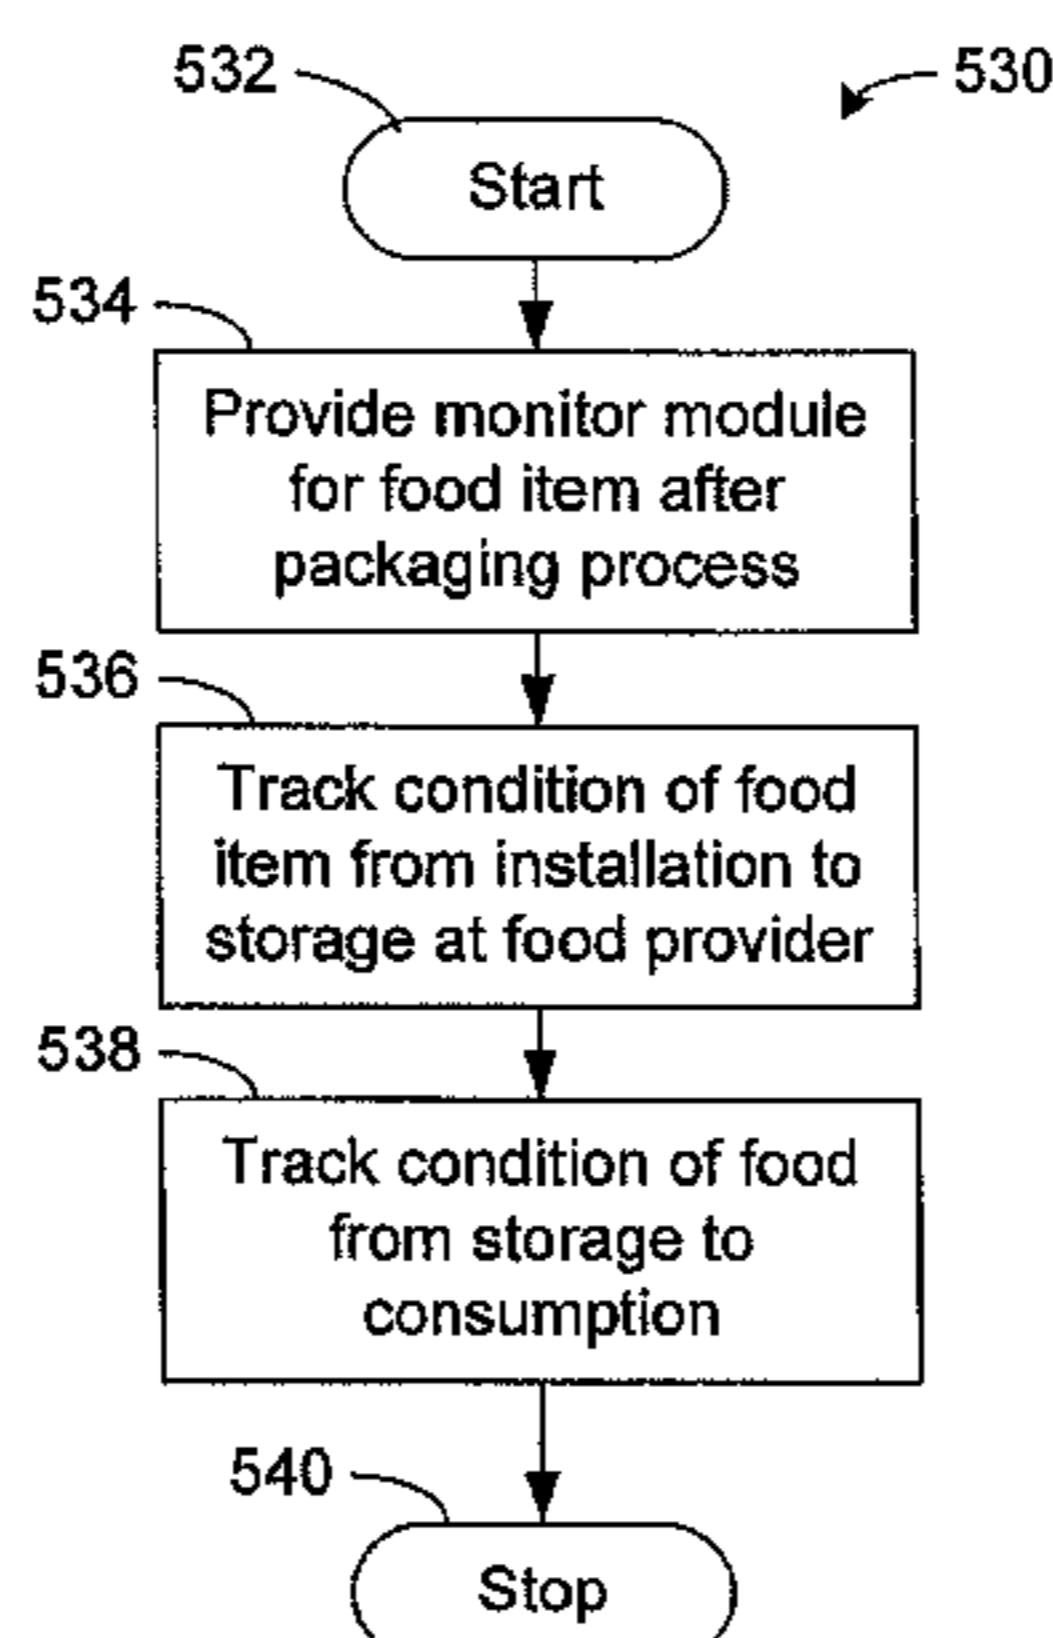 532
530
Start
534
Provide monitor module
for food item after
packaging process
536
Track condition of food
item from installation to
storage at food provider
538
Track condition of food
from storage to
consumption
540
Stop